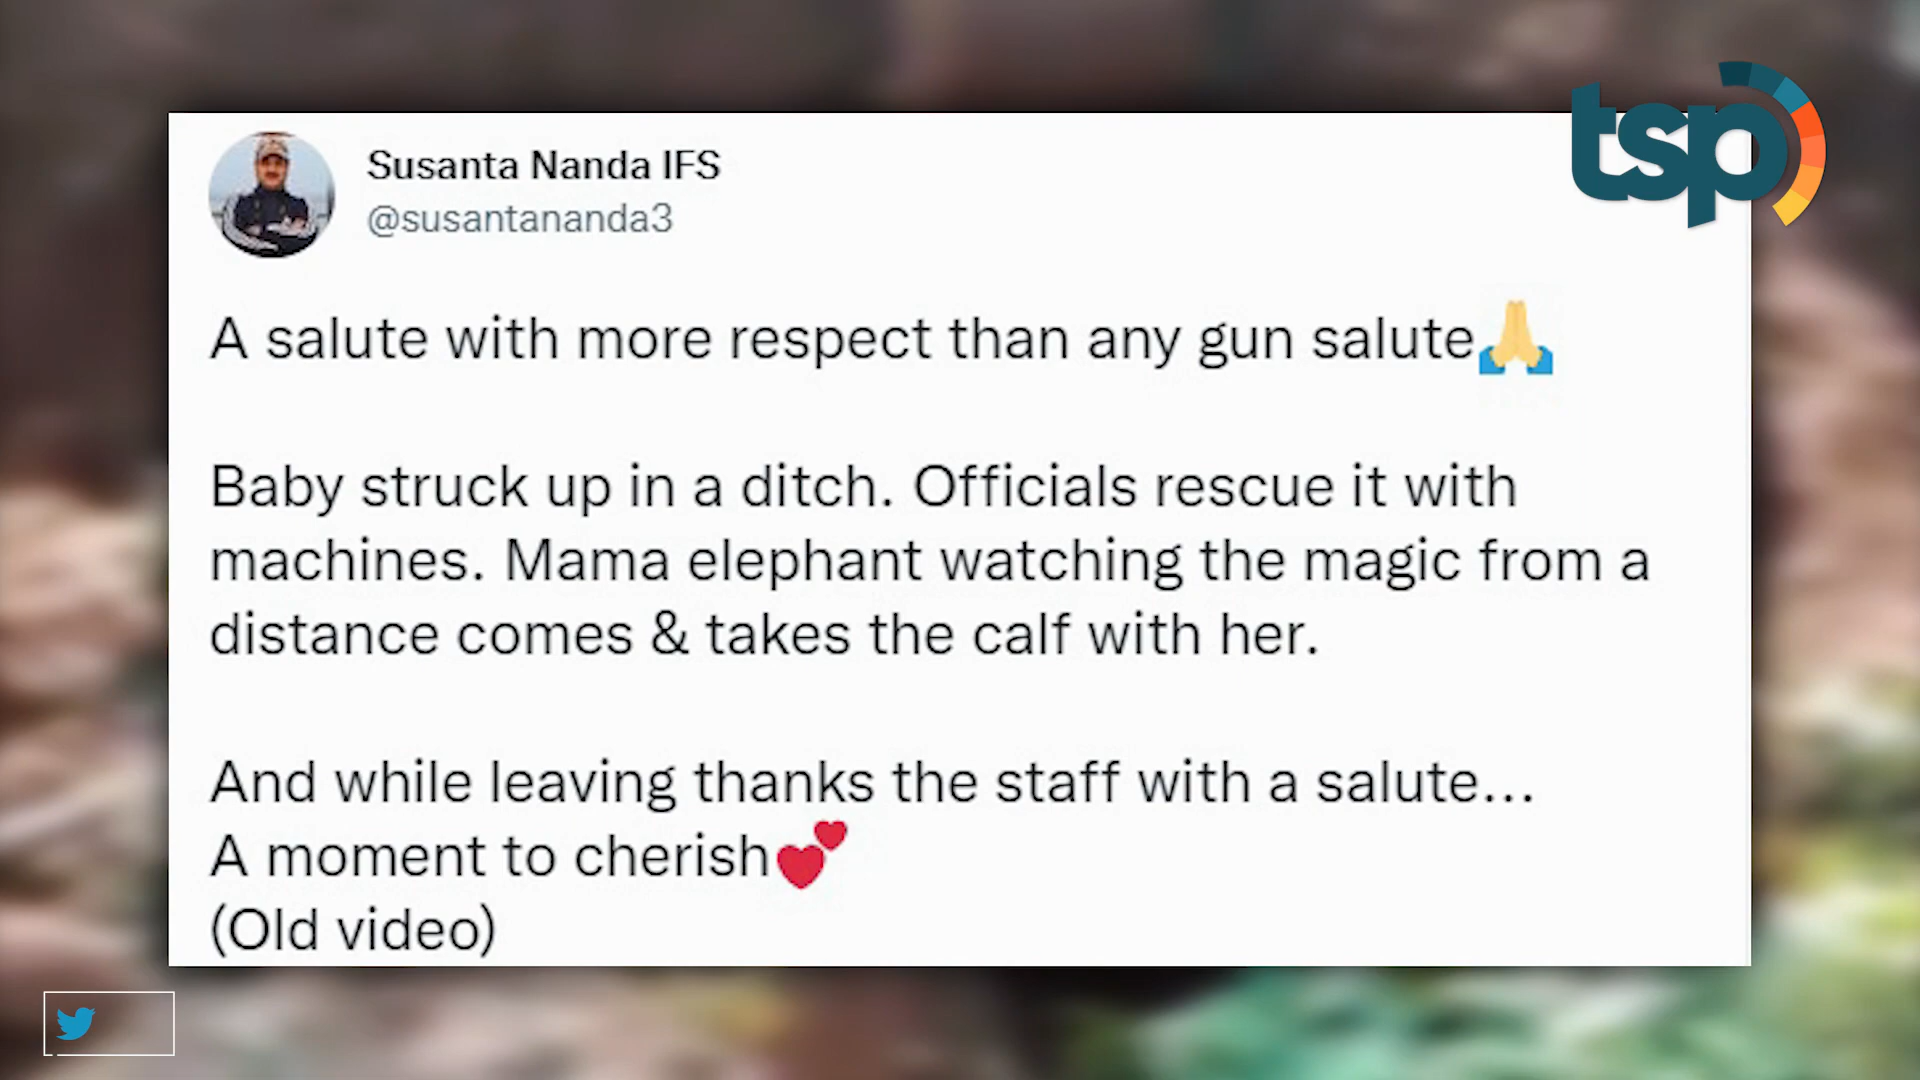 tsp
Susanta Nanda IFS
@susantananda3
A salute with more respect than any gun salute🙏
Baby struck up in a ditch. Officials rescue it with
machines. Mama elephant watching the magic from a
distance comes & takes the calf with her.
And while leaving thanks the staff with a salute...
A moment to cherish💕
(Old video)